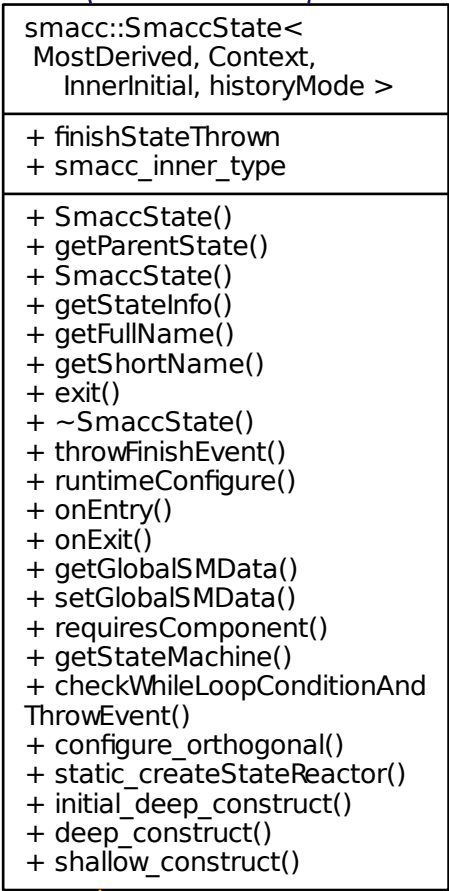 smacc::SmaccState<
MostDerived, Context,
InnerInitial, historyMode >
+ finishStateThrown
+ smacc_inner_type
+ SmaccState()
+ getParentState()
+ SmaccState()
+ getStateInfo()
+ getFullName()
+ getShortName()
+ exit()
+ ~SmaccState()
+ throwFinishEvent()
+ runtimeConfigure()
+ onEntry()
+ onExit()
+ getGlobalSMData()
+ setGlobalSMData()
+ requiresComponent()
+ getStateMachine()
+ checkWhileLoopConditionAnd
ThrowEvent()
+ configure_orthogonal()
+ static_createStateReactor()
+ initial_deep_construct()
+ deep_construct()
+ shallow_construct()